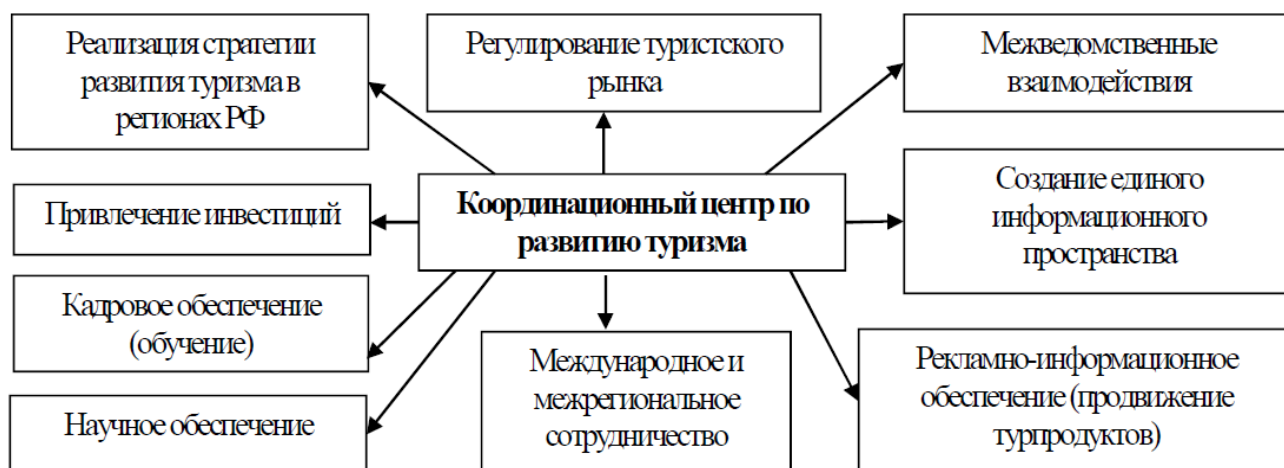 Реализация стратегии
развития туризма в
регионах РФ
Регулирование туристского
рынка
Межведомственные
взаимодействия
Привлечение инвестиций
Координационный центр по
развитию туризма
Создание единого
информационного
пространства
Кадровое обеспечение
(обучение)
Научное обеспечение
Международное и
межрегиональное
сотрудничество
Рекламно-информационное
обеспечение (продвижение
турпродуктов)